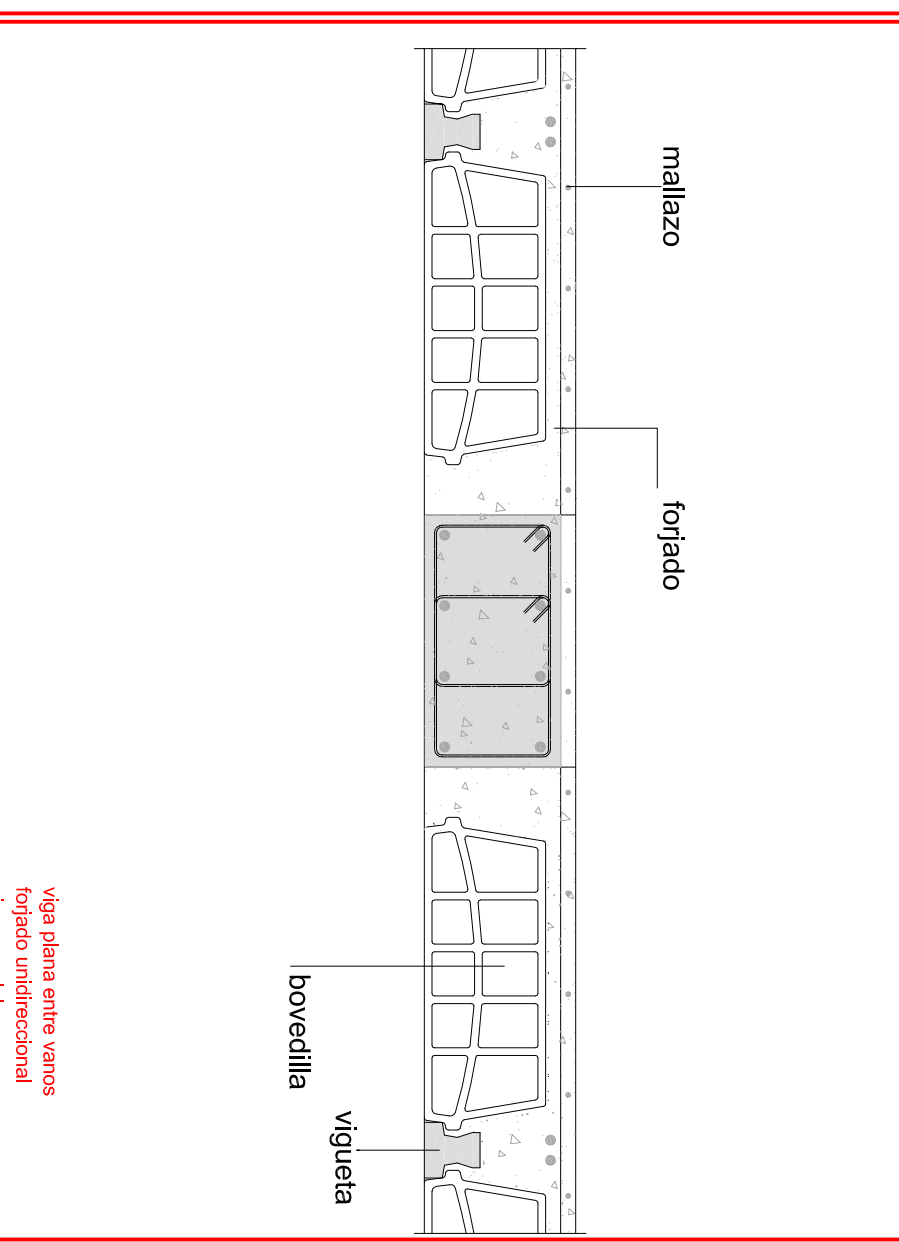 mallazo
forjado
bovedilla
vigueta
viga plana entre vanos
forjado unidireccional